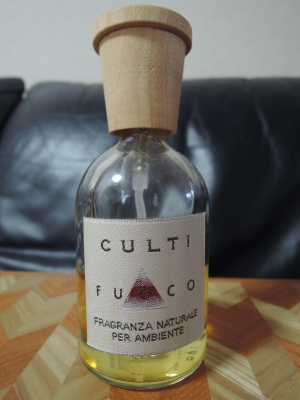 CULTI
FUOCO
FRAGRANZA NATURALE
PER AMBIENTE